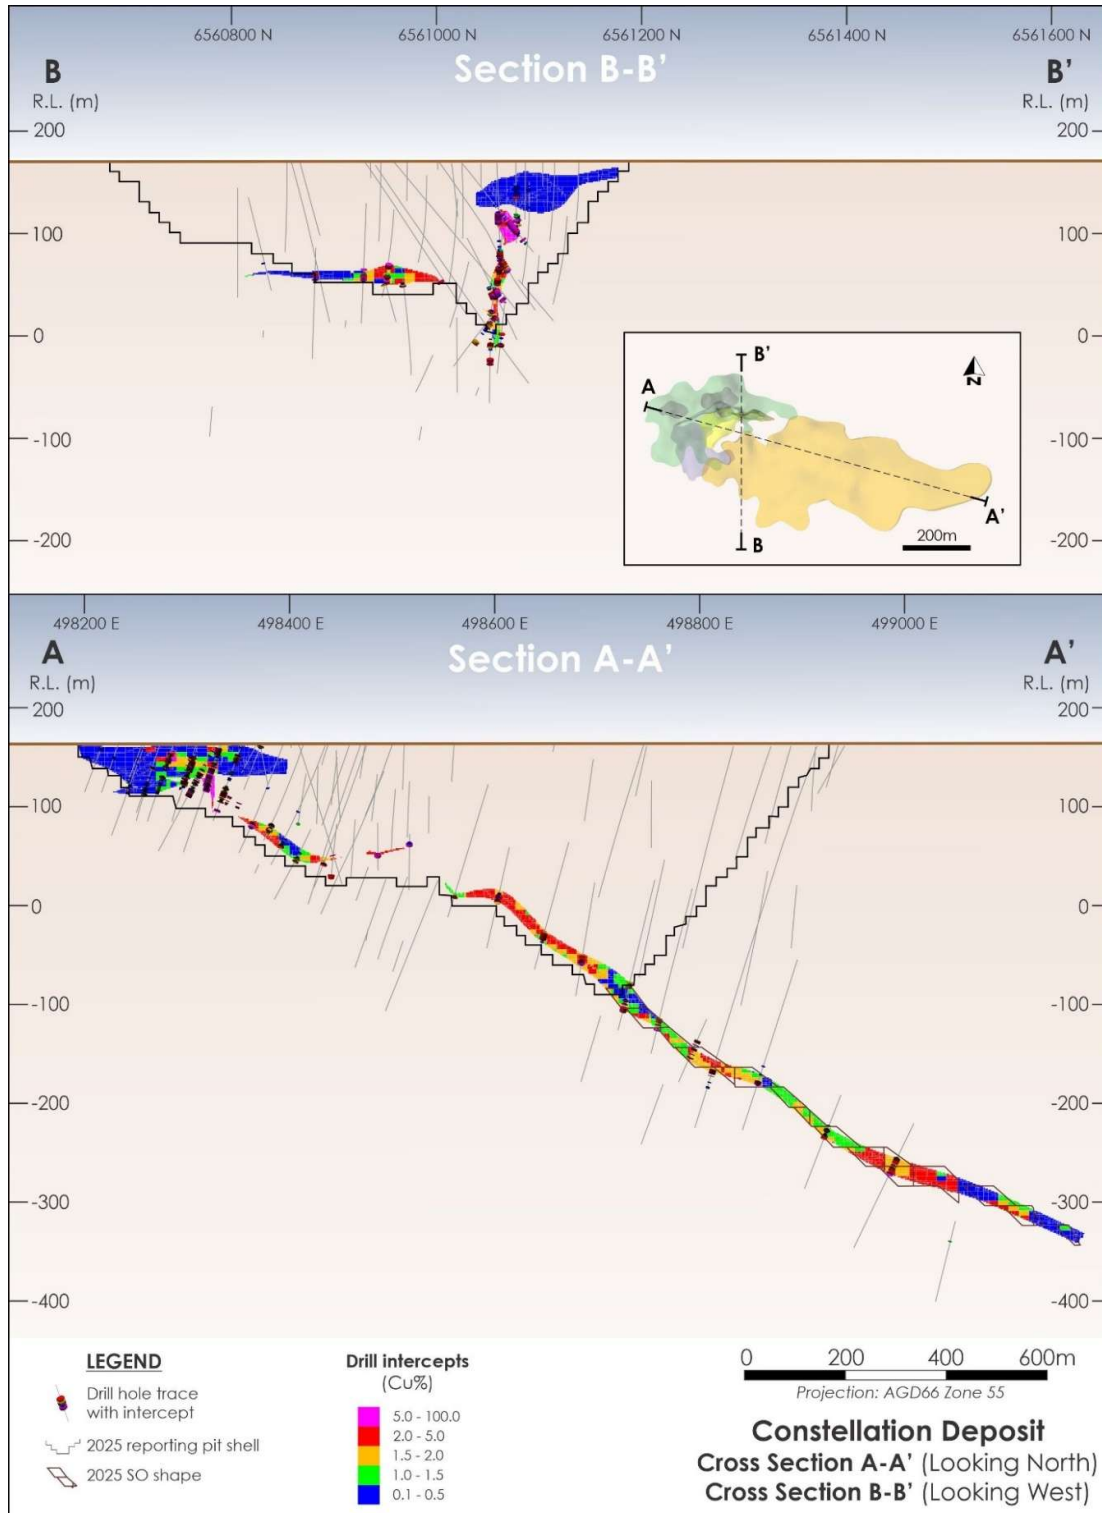 6560800 N 6561000 N 6561200 N 6561400 N 6561600 N
B Section B-B' B'
R.L. (m) R.L. (m)
200 200
100 100
0 0
-100 -100
-200 -200
B'
A
N
A'
B
200m
498200 E 498400 E 498600 E 498800 E 499000 E
A Section A-A' A'
R.L. (m) R.L. (m)
200 200
100 100
0 0
-100 -100
-200 -200
-300 -300
-400 -400
LEGEND
Drill hole trace
with intercept
2025 reporting pit shell
2025 SO shape
Drill intercepts
(Cu%)
5.0 - 100.0
2.0 - 5.0
1.5 - 2.0
1.0 - 1.5
0.1 - 0.5
0 200 400 600m
Projection: AGD66 Zone 55
Constellation Deposit
Cross Section A-A' (Looking North)
Cross Section B-B' (Looking West)